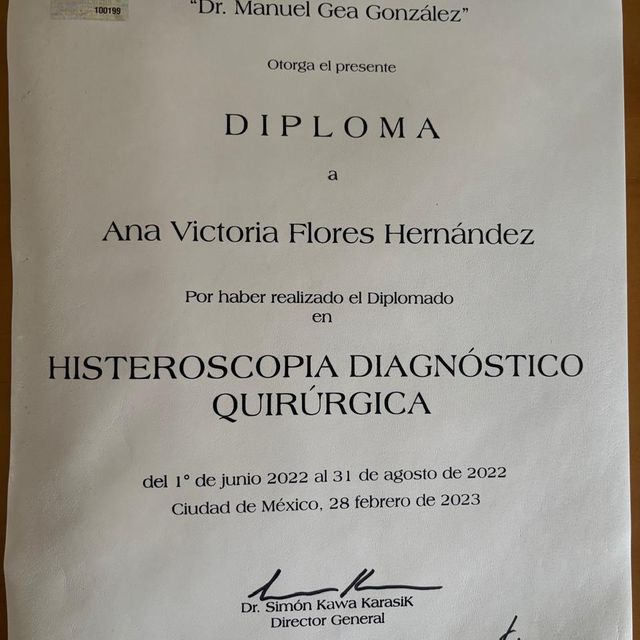 100199
“Dr. Manuel Gea González”
Otorga el presente
DIPLOMA
a
Ana Victoria Flores Hernández
Por haber realizado el Diplomado
en
HISTEROSCOPIA DIAGNÓSTICO
QUIRÚRGICA
del 1° de junio 2022 al 31 de agosto de 2022
Ciudad de México, 28 febrero de 2023
Dr. Simón Kawa KarasiK
Director General